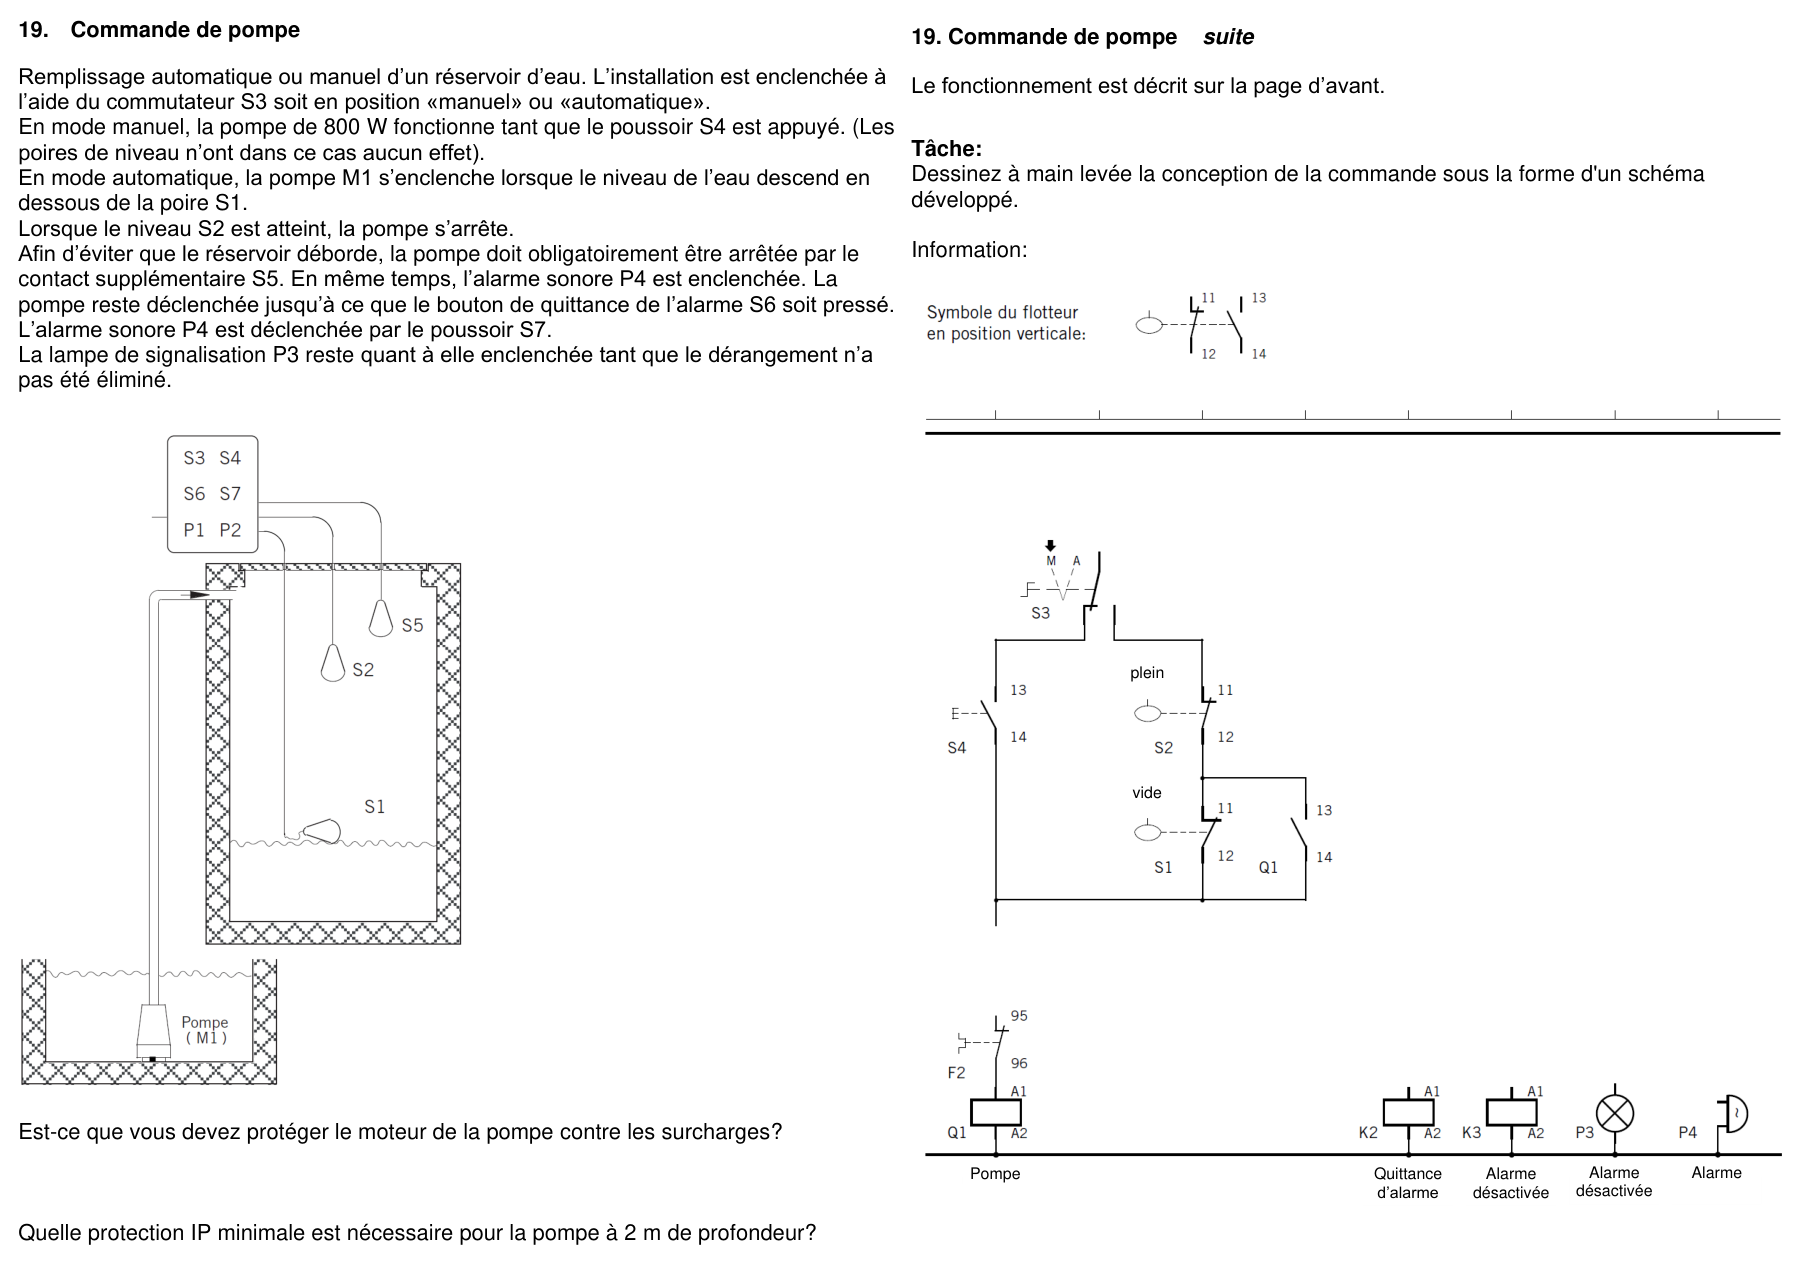 19. Commande de pompe
Remplissage automatique ou manuel d’un réservoir d’eau. L’installation est enclenchée à
l’aide du commutateur S3 soit en position «manuel» ou «automatique».
En mode manuel, la pompe de 800 W fonctionne tant que le poussoir S4 est appuyé. (Les
poires de niveau n’ont dans ce cas aucun effet).
En mode automatique, la pompe M1 s’enclenche lorsque le niveau de l’eau descend en
dessous de la poire S1.
Lorsque le niveau S2 est atteint, la pompe s’arrête.
Afin d’éviter que le réservoir déborde, la pompe doit obligatoirement être arrêtée par le
contact supplémentaire S5. En même temps, l’alarme sonore P4 est enclenchée. La
pompe reste déclenchée jusqu’à ce que le bouton de quittance de l’alarme S6 soit pressé.
L’alarme sonore P4 est déclenchée par le poussoir S7.
La lampe de signalisation P3 reste quant à elle enclenchée tant que le dérangement n’a
pas été éliminé.
S3 S4
S6 S7
P1 P2
S5
S2
S1
Pompe
( M1 )
Est-ce que vous devez protéger le moteur de la pompe contre les surcharges?
Quelle protection IP minimale est nécessaire pour la pompe à 2 m de profondeur?
19. Commande de pompe suite
Le fonctionnement est décrit sur la page d’avant.
Tâche:
Dessinez à main levée la conception de la commande sous la forme d'un schéma
développé.
Information:
Symbole du flotteur
en position verticale:
11 13
12 14
M A
S3
plein
13 11
S4 14 S2 12
vide
11 13
S1 12 Q1 14
95
96
F2
A1 A1 A1
Q1 A2 K2 A2 K3 A2 P3 P4 ~
Pompe Quittance Alarme Alarme Alarme
d’alarme désactivée désactivée